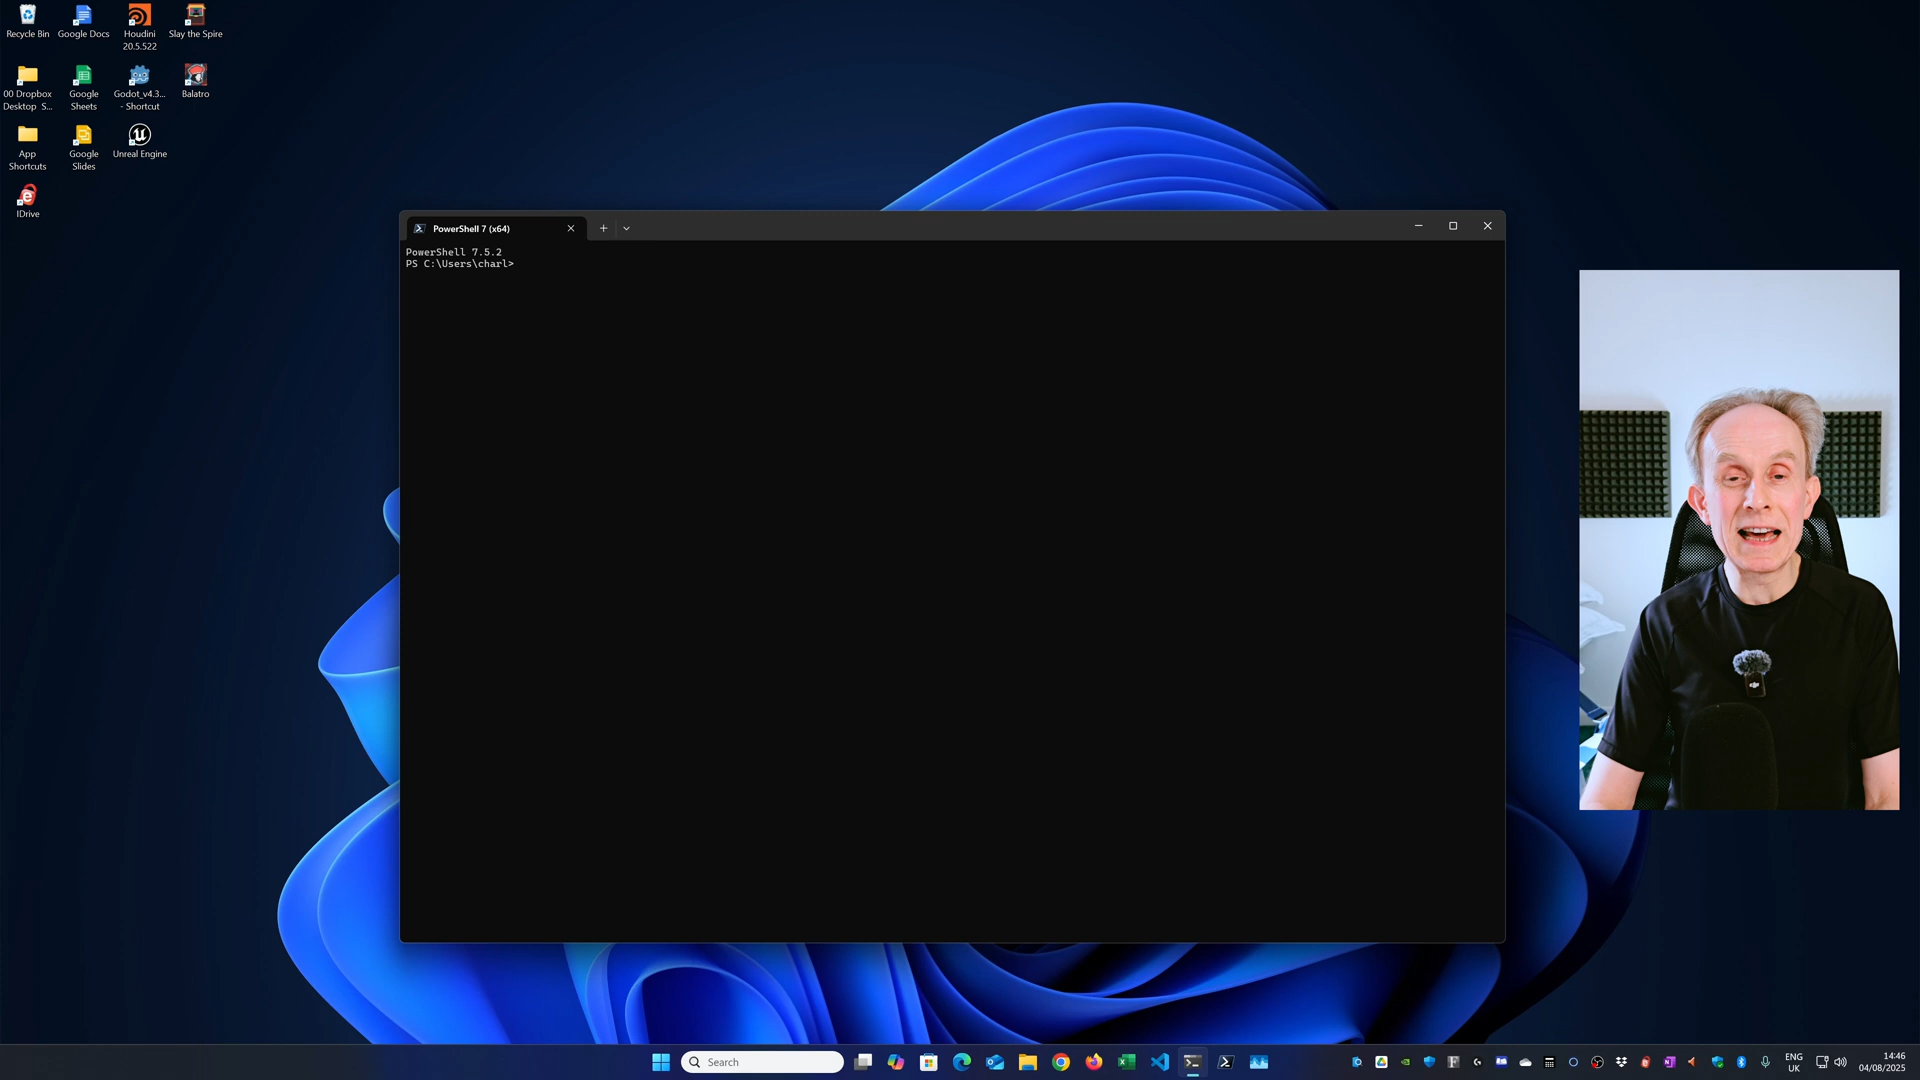 Recycle Bin
Google Docs
Houdini
20.5.522
Slay the Spire
00 Dropbox
Desktop S...
Google
Sheets
Godot_v4.3...
- Shortcut
Balatro
App
Shortcuts
Google
Slides
Unreal Engine
IDrive
PowerShell 7 (x64)
PowerShell 7.5.2
PS C:\Users\charl>
Search
ENG
UK
14:46
04/08/2025